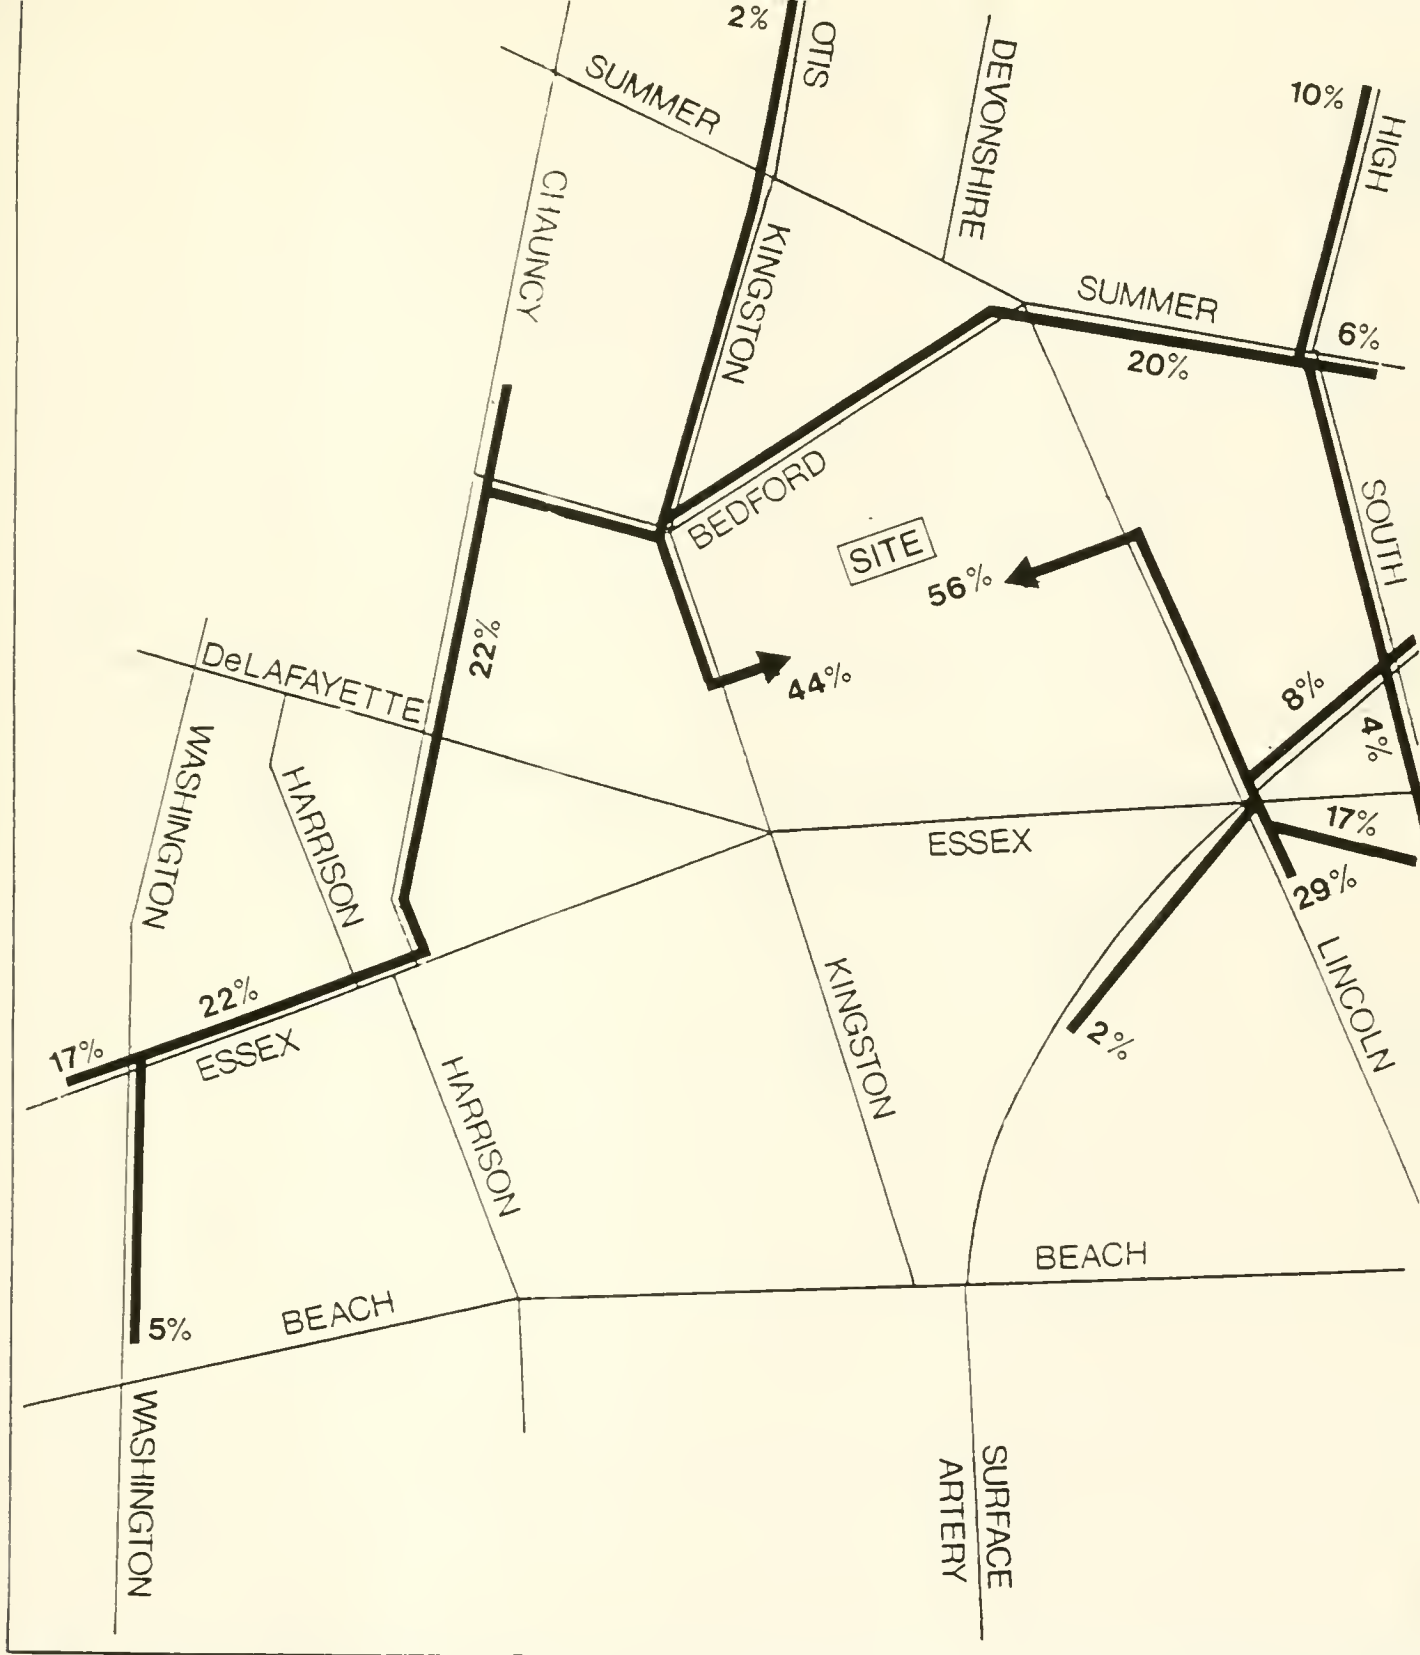 2%
OTIS
DEVONSHIRE
10%
HIGH
SUMMER
CHAUNCY
KINGSTON
SUMMER
6%
20%
BEDFORD
SITE
SOUTH
56%
22%
44%
DeLAFAYETTE
8%
4%
WASHINGTON
HARRISON
ESSEX
17%
29%
22%
17%
ESSEX
KINGSTON
LINCOLN
2%
HARRISON
BEACH
BEACH
5%
WASHINGTON
SURFACE
ARTERY